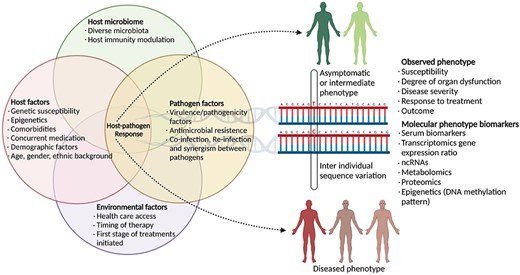 Host microbiome
· Diverse microbiota
· Host immunity modulation
Host factors
· Genetic susceptibility
· Epigenetics
· Comorbidities
· Concurrent medication
· Demographic factors
· Age, gender, ethnic background
Host-pathogen
Response
Pathogen factors
· Virulence/pathogenicity
factors
· Antimicrobial resistence
· Co-infection, Re-infection
and synergism between
pathogens
Environmental factors
· Health care access
· Timing of therapy
· First stage of treatments
initiated
Asymptomatic
or intermediate
phenotype
Inter individual
sequence variation
Diseased phenotype
Observed phenotype
· Susceptibility
· Degree of organ dysfunction
· Disease severity
· Response to treatment
· Outcome
Molecular phenotype biomarkers
· Serum biomarkers
· Transcriptomics gene
expression ratio
· ncRNAs
· Metabolomics
· Proteomics
· Epigenetics (DNA methylation
pattern)